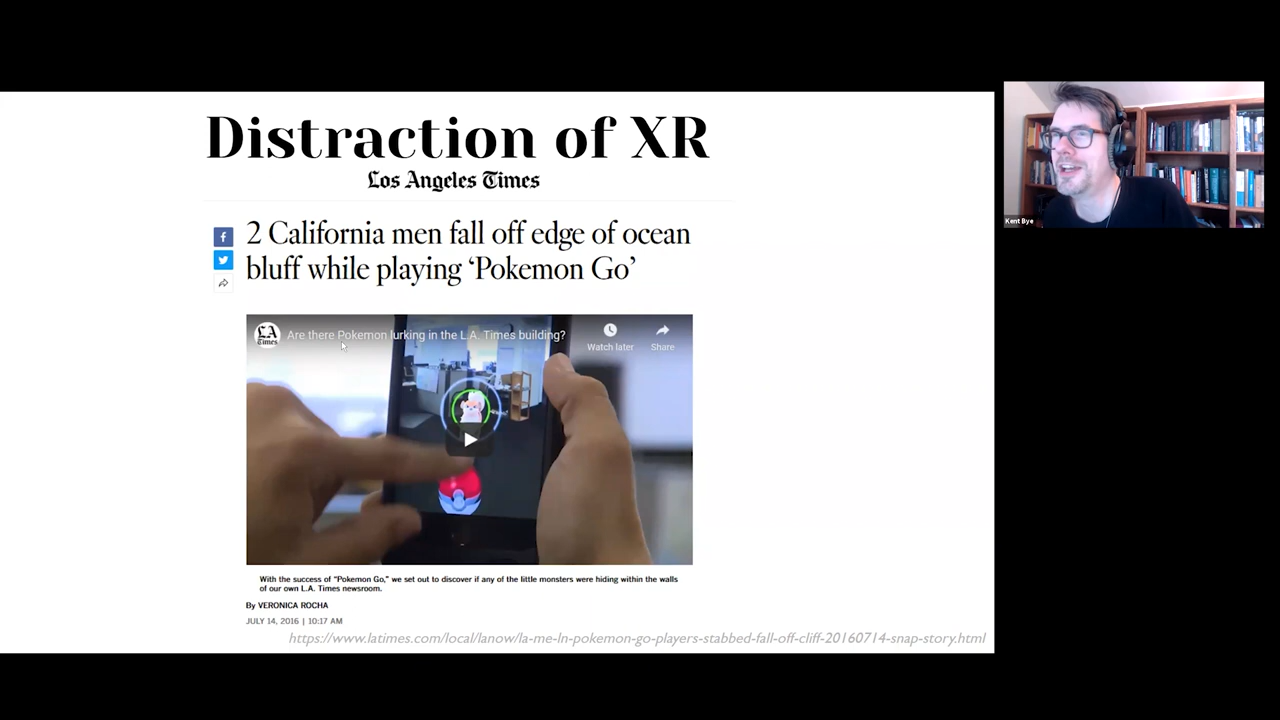 Distraction of XR
Los Angeles Times
2 California men fall off edge of ocean
bluff while playing ‘Pokemon Go’
LA
Times
Are there Pokemon lurking in the L.A. Times building?
Watch later
Share
With the success of "Pokemon Go," we set out to discover if any of the little monsters were hiding within the walls
of our own L.A. Times newsroom.
By VERONICA ROCHA
JULY 14, 2016 | 10:17 AM
https://www.latimes.com/local/lanow/la-me-ln-pokemon-go-players-stabbed-fall-off-cliff-20160714-snap-story.html
Kent Bye